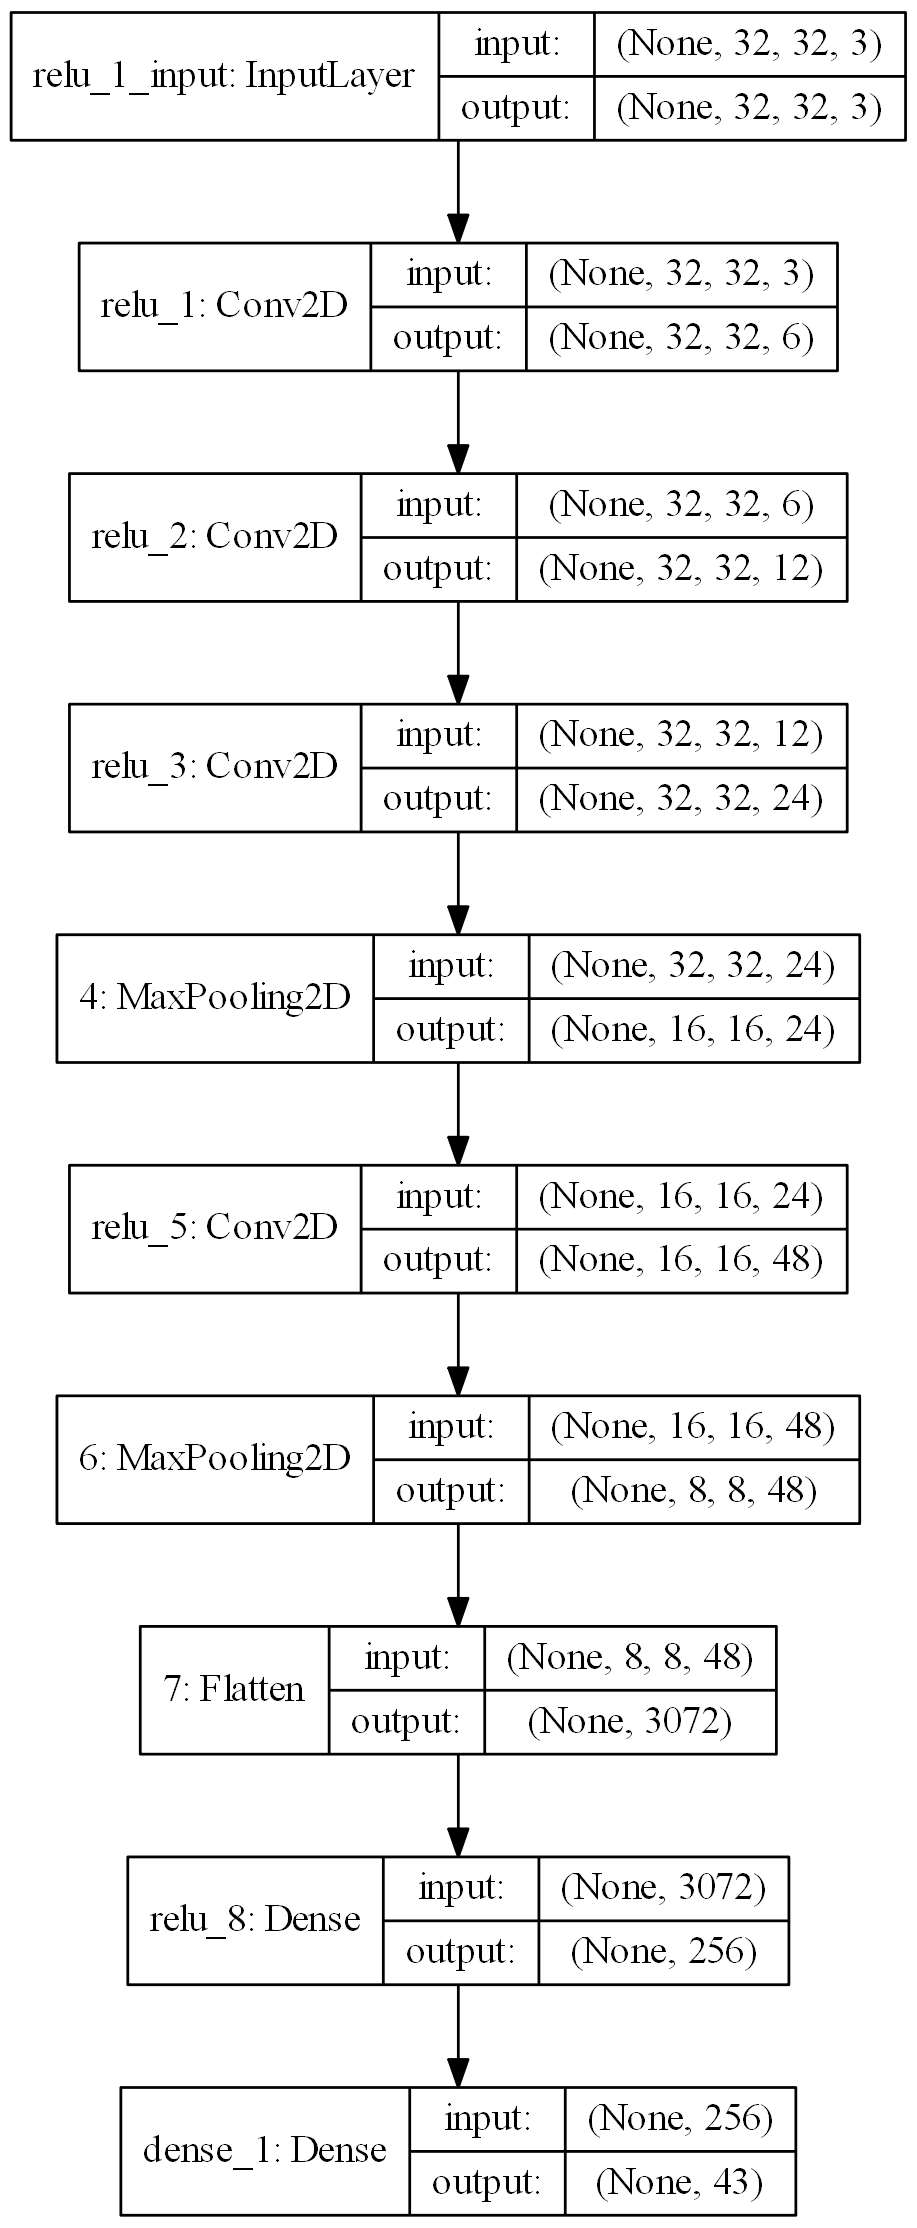 relu_1_input: InputLayer
input: (None, 32, 32, 3)
output: (None, 32, 32, 3)
relu_1: Conv2D
input: (None, 32, 32, 3)
output: (None, 32, 32, 6)
relu_2: Conv2D
input: (None, 32, 32, 6)
output: (None, 32, 32, 12)
relu_3: Conv2D
input: (None, 32, 32, 12)
output: (None, 32, 32, 24)
4: MaxPooling2D
input: (None, 32, 32, 24)
output: (None, 16, 16, 24)
relu_5: Conv2D
input: (None, 16, 16, 24)
output: (None, 16, 16, 48)
6: MaxPooling2D
input: (None, 16, 16, 48)
output: (None, 8, 8, 48)
7: Flatten
input: (None, 8, 8, 48)
output: (None, 3072)
relu_8: Dense
input: (None, 3072)
output: (None, 256)
dense_1: Dense
input: (None, 256)
output: (None, 43)